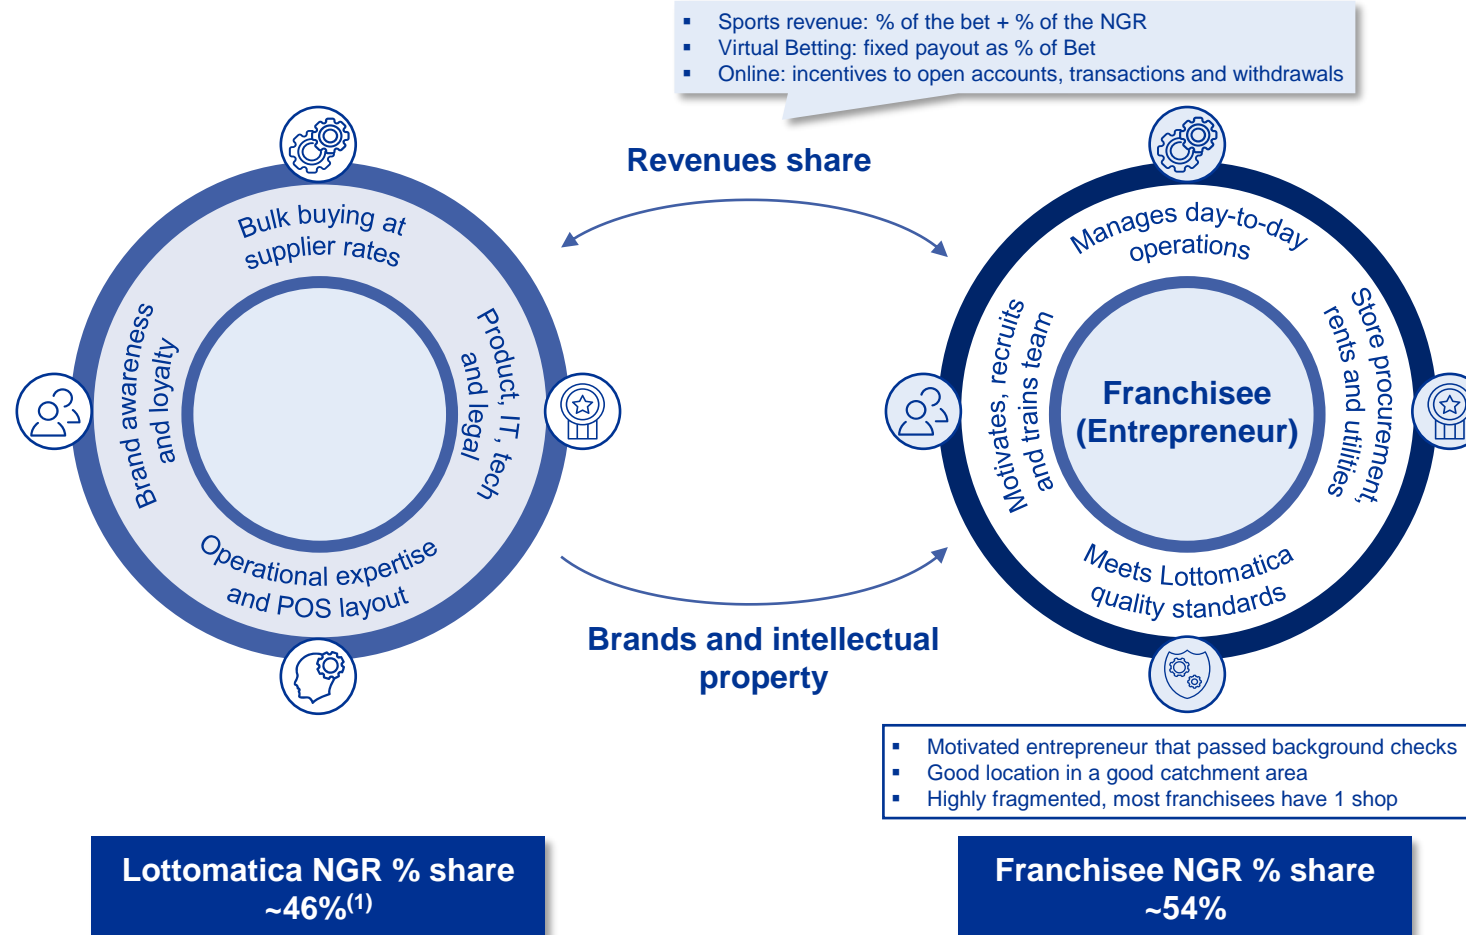 ▪ Sports revenue: % of the bet + % of the NGR
▪ Virtual Betting: fixed payout as % of Bet
▪ Online: incentives to open accounts, transactions and withdrawals
Revenues share
Bulk buying at
supplier rates
Brand awareness
and loyalty
Product, IT, tech
and legal
Operational expertise
and POS layout
Manages day-to-day
operations
Motivates, recruits
and trains team
Franchisee
(Entrepreneur)
Store procurement,
rents and utilities
Meets Lottomatica
quality standards
Brands and intellectual
property
▪ Motivated entrepreneur that passed background checks
▪ Good location in a good catchment area
▪ Highly fragmented, most franchisees have 1 shop
Lottomatica NGR % share
~46%(1)
Franchisee NGR % share
~54%